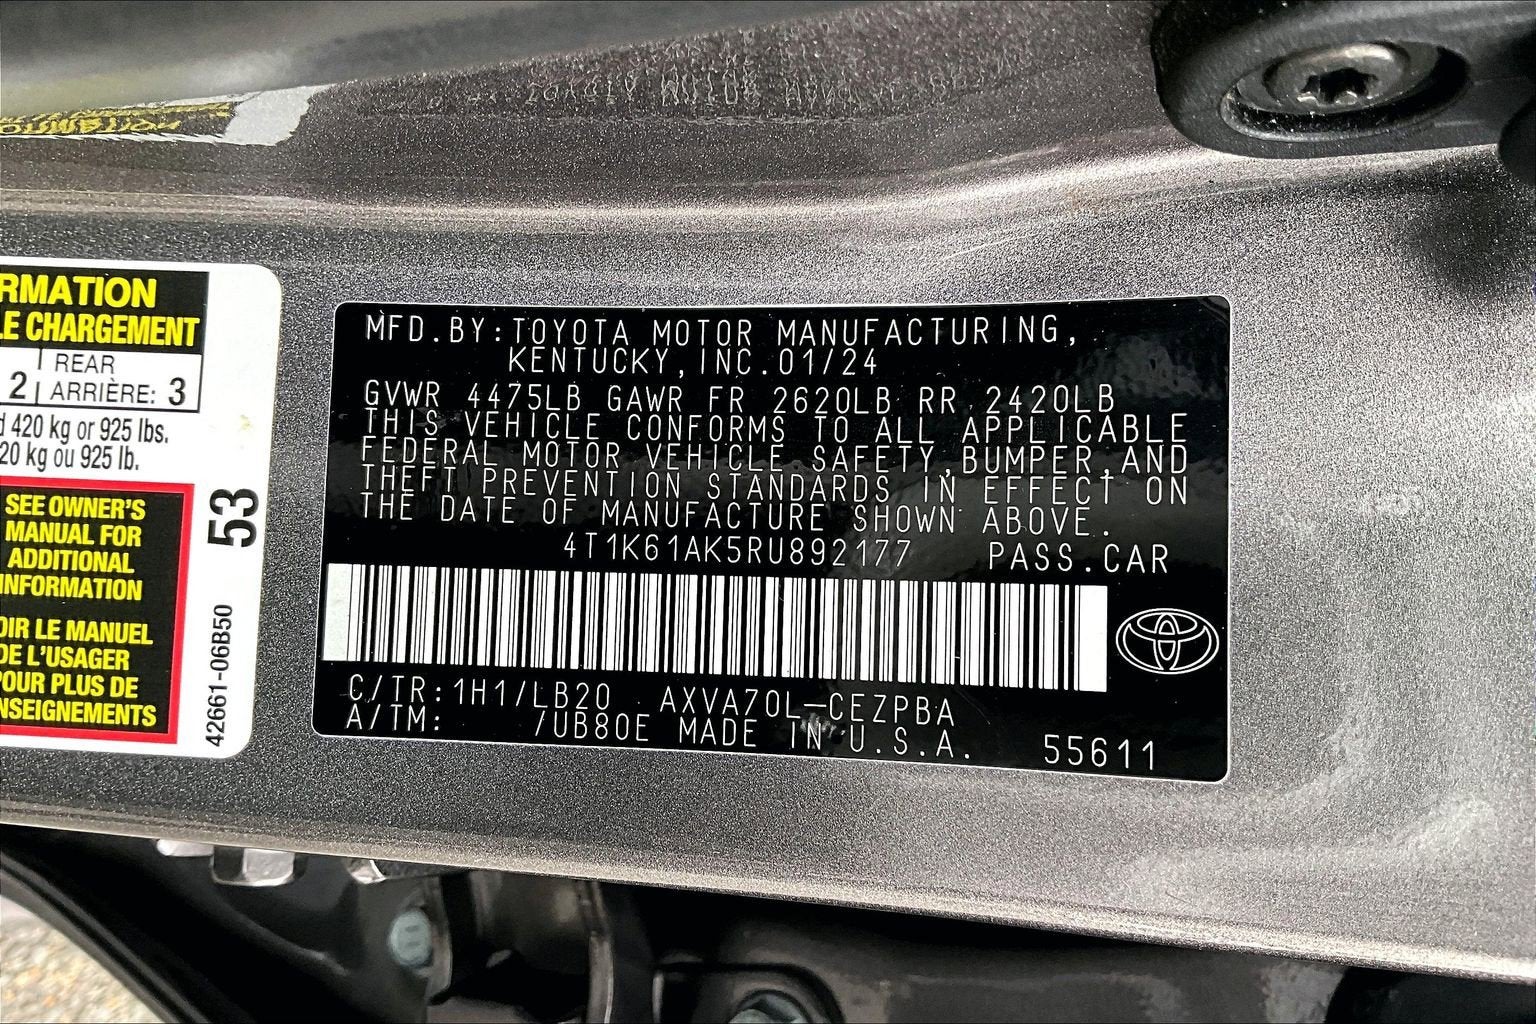 RMATION
LE CHARGEMENT
2 | REAR ARRIÈRE: 3
420 kg or 925 lbs.
20 kg ou 925 lb.
SEE OWNER'S
MANUAL FOR
ADDITIONAL
INFORMATION
OIR LE MANUEL
DE L'USAGER
POUR PLUS DE
NSEIGNEMENTS
53
42661-06B50
MFD.BY:TOYOTA MOTOR MANUFACTURING,
KENTUCKY,INC.01/24
GVWR 4475LB GAWR FR 2620LB RR 2420LB
THIS VEHICLE CONFORMS TO ALL APPLICABLE
FEDERAL MOTOR VEHICLE SAFETY,BUMPER,AND
THEFT PREVENTION STANDARDS IN EFFECT ON
THE DATE OF MANUFACTURE SHOWN ABOVE.
4T1K61AK5RU892177 PASS.CAR
C/TR:1H1/LB20 AXVA70L-CEZPBA
A/TM: /UB80E MADE IN U.S.A. 55611